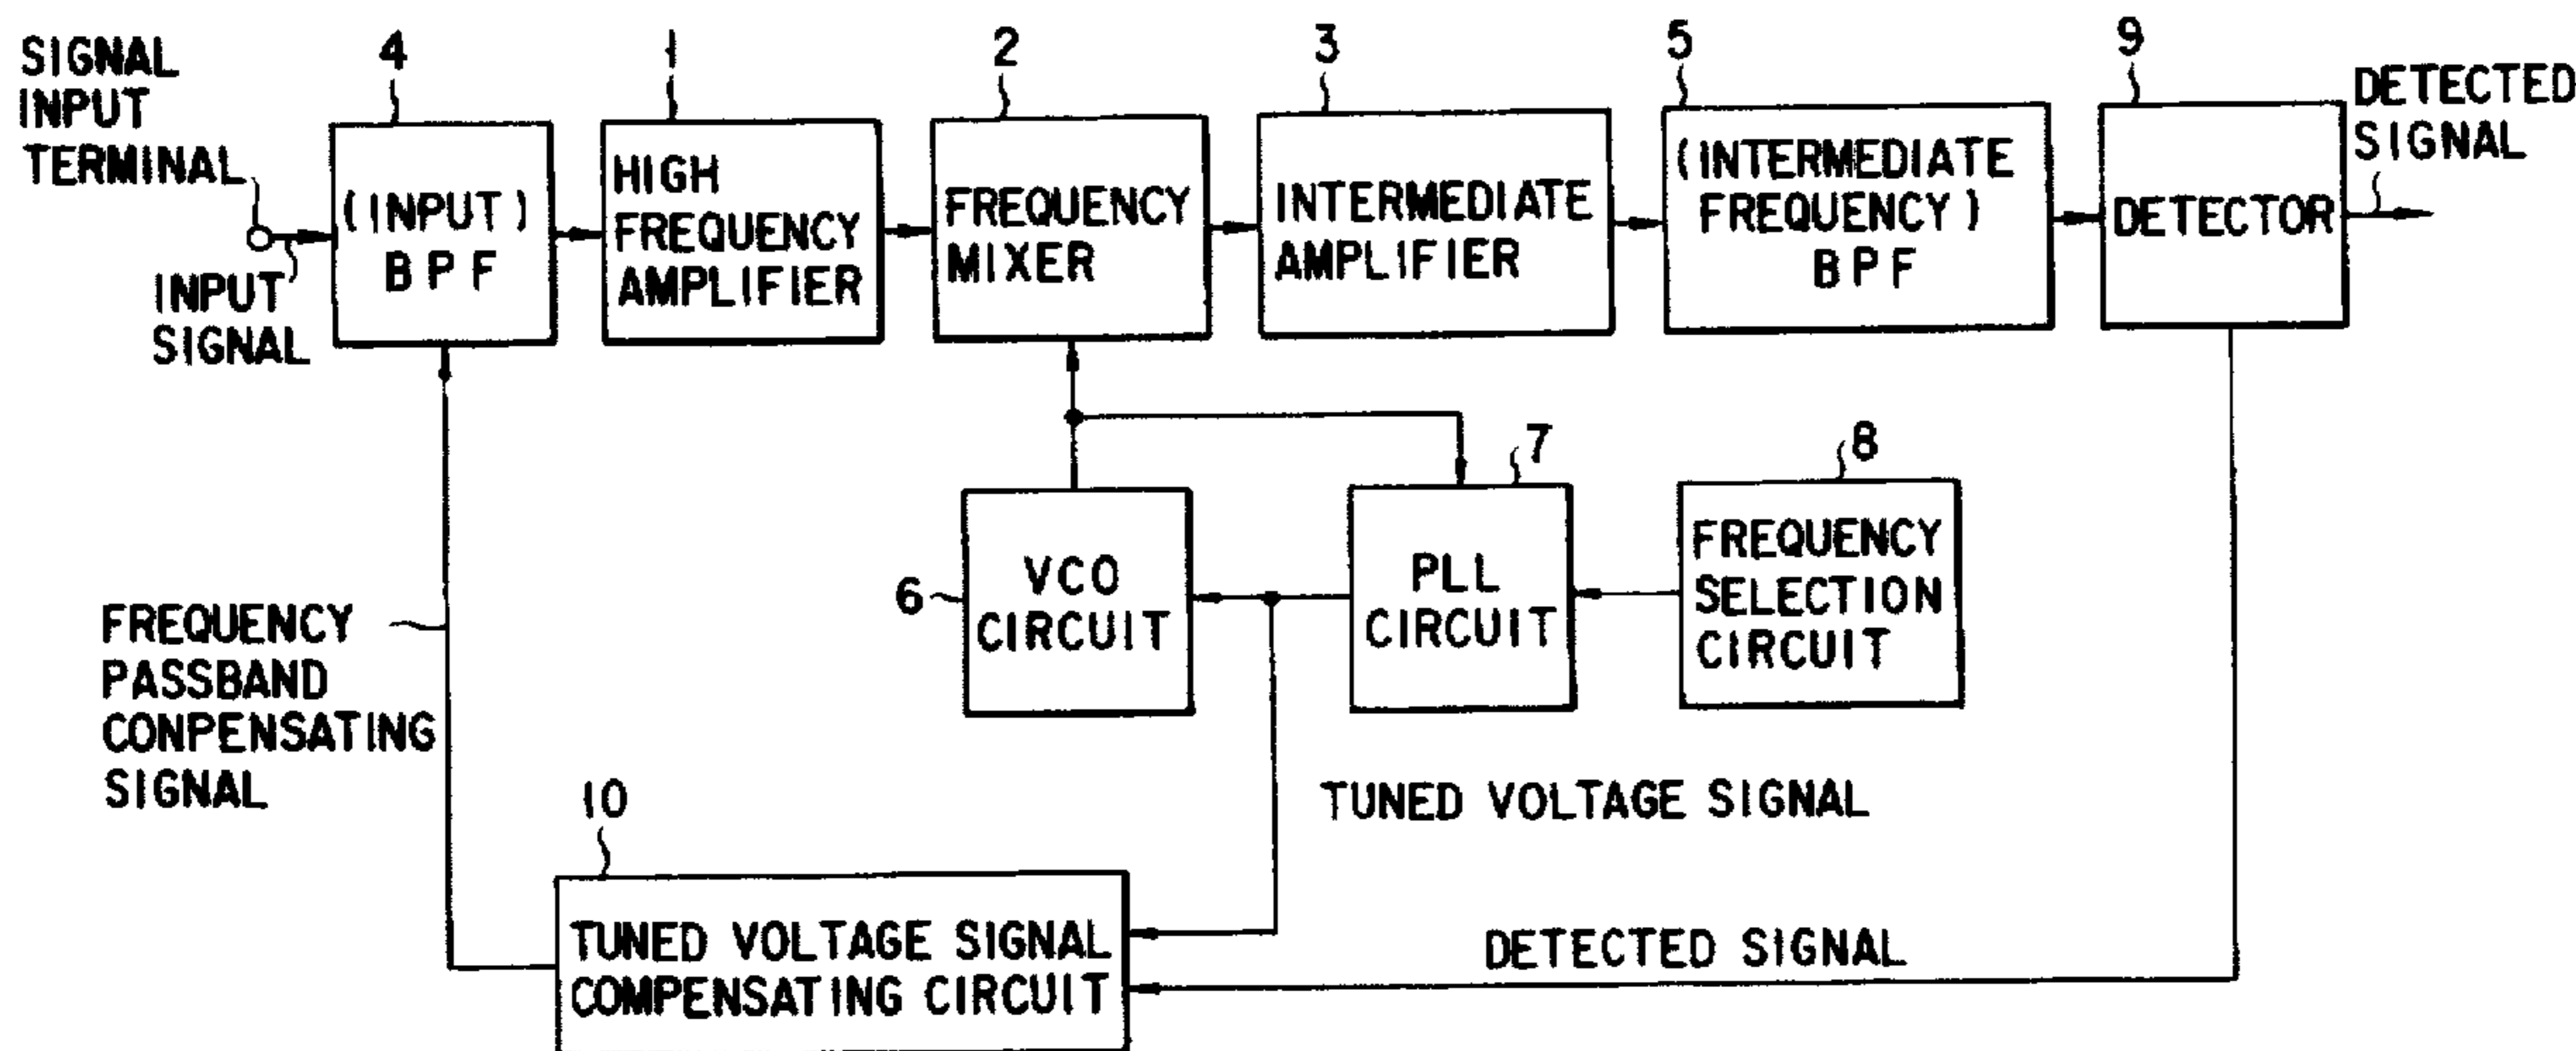 SIGNAL
INPUT
TERMINAL
INPUT
SIGNAL
4
(INPUT)
BPF
1
HIGH
FREQUENCY
AMPLIFIER
2
FREQUENCY
MIXER
3
INTERMEDIATE
AMPLIFIER
5
(INTERMEDIATE
FREQUENCY)
BPF
9
DETECTOR
DETECTED
SIGNAL
6
VCO
CIRCUIT
7
PLL
CIRCUIT
8
FREQUENCY
SELECTION
CIRCUIT
FREQUENCY
PASSBAND
CONPENSATING
SIGNAL
TUNED VOLTAGE SIGNAL
10
TUNED VOLTAGE SIGNAL
COMPENSATING CIRCUIT
DETECTED SIGNAL